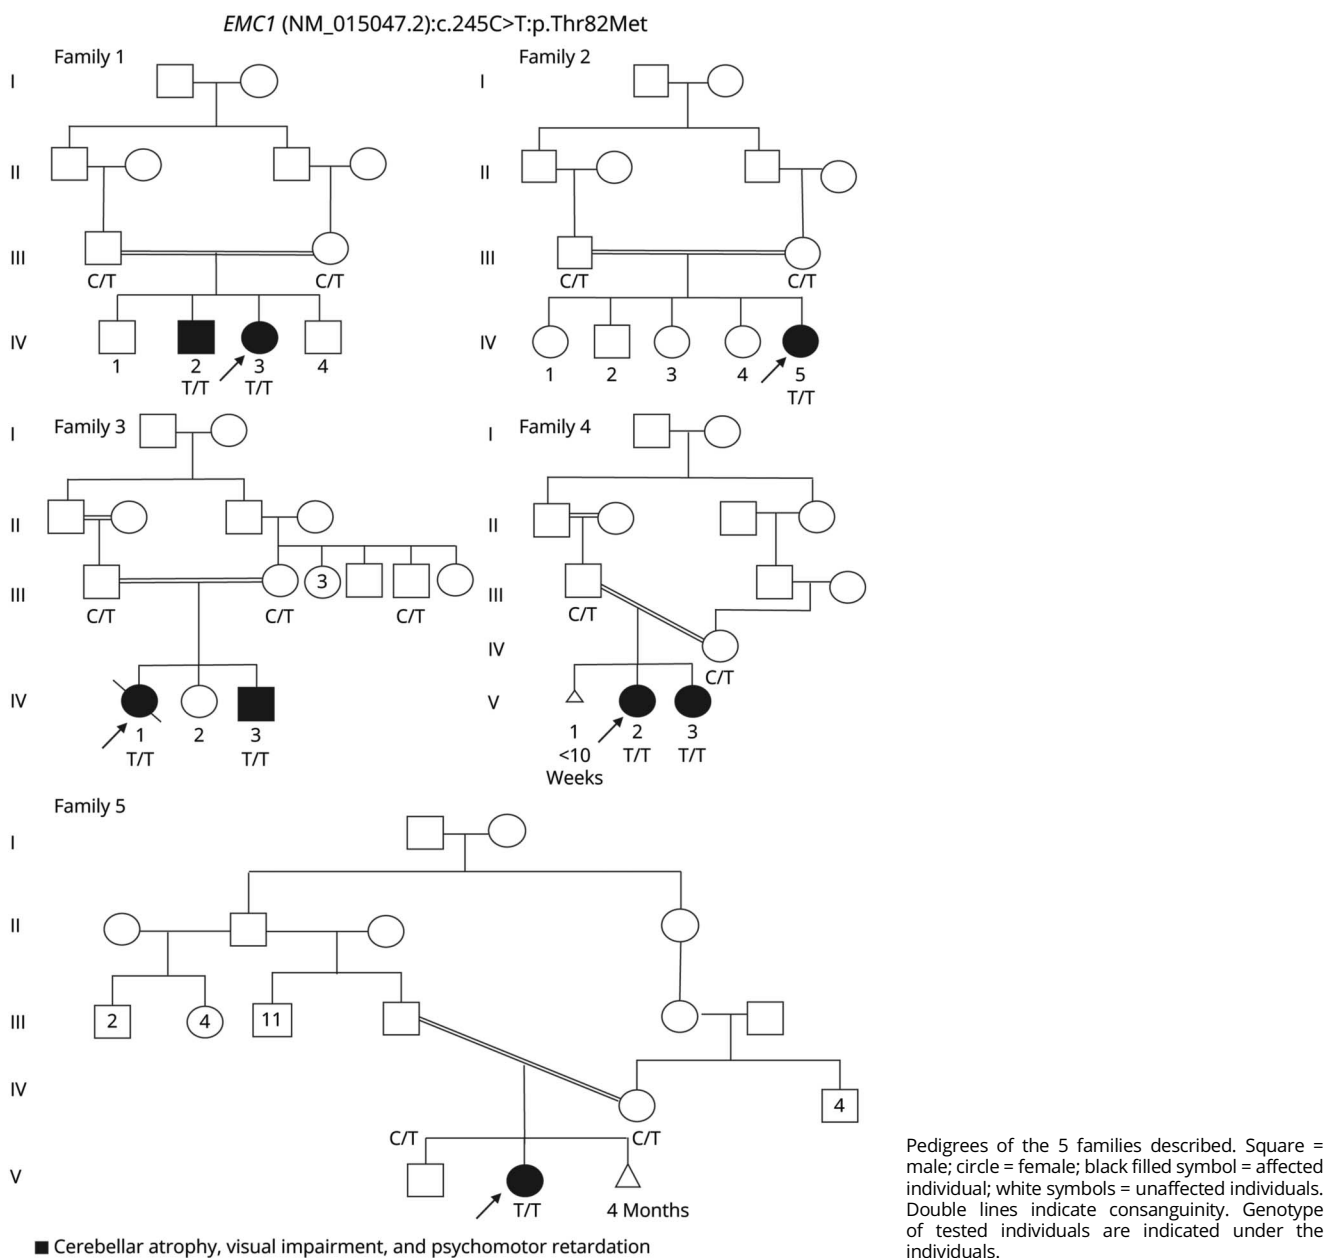 EMC1 (NM_015047.2):c.245C>T:p.Thr82Met
Family 1
I
II
III
C/T
C/T
IV
1
2
3
4
T/T
T/T
Family 2
I
II
III
C/T
C/T
IV
1
2
3
4
5
T/T
Family 3
I
II
III
3
C/T
C/T
C/T
IV
1
2
3
T/T
T/T
Family 4
I
II
III
C/T
IV
C/T
V
1
2
3
<10
Weeks
T/T
T/T
Family 5
I
II
III
2
4
11
IV
4
C/T
C/T
V
T/T
4 Months
Cerebellar atrophy, visual impairment, and psychomotor retardation
Pedigrees of the 5 families described. Square =
male; circle = female; black filled symbol = affected
individual; white symbols = unaffected individuals.
Double lines indicate consanguinity. Genotype
of tested individuals are indicated under the
individuals.